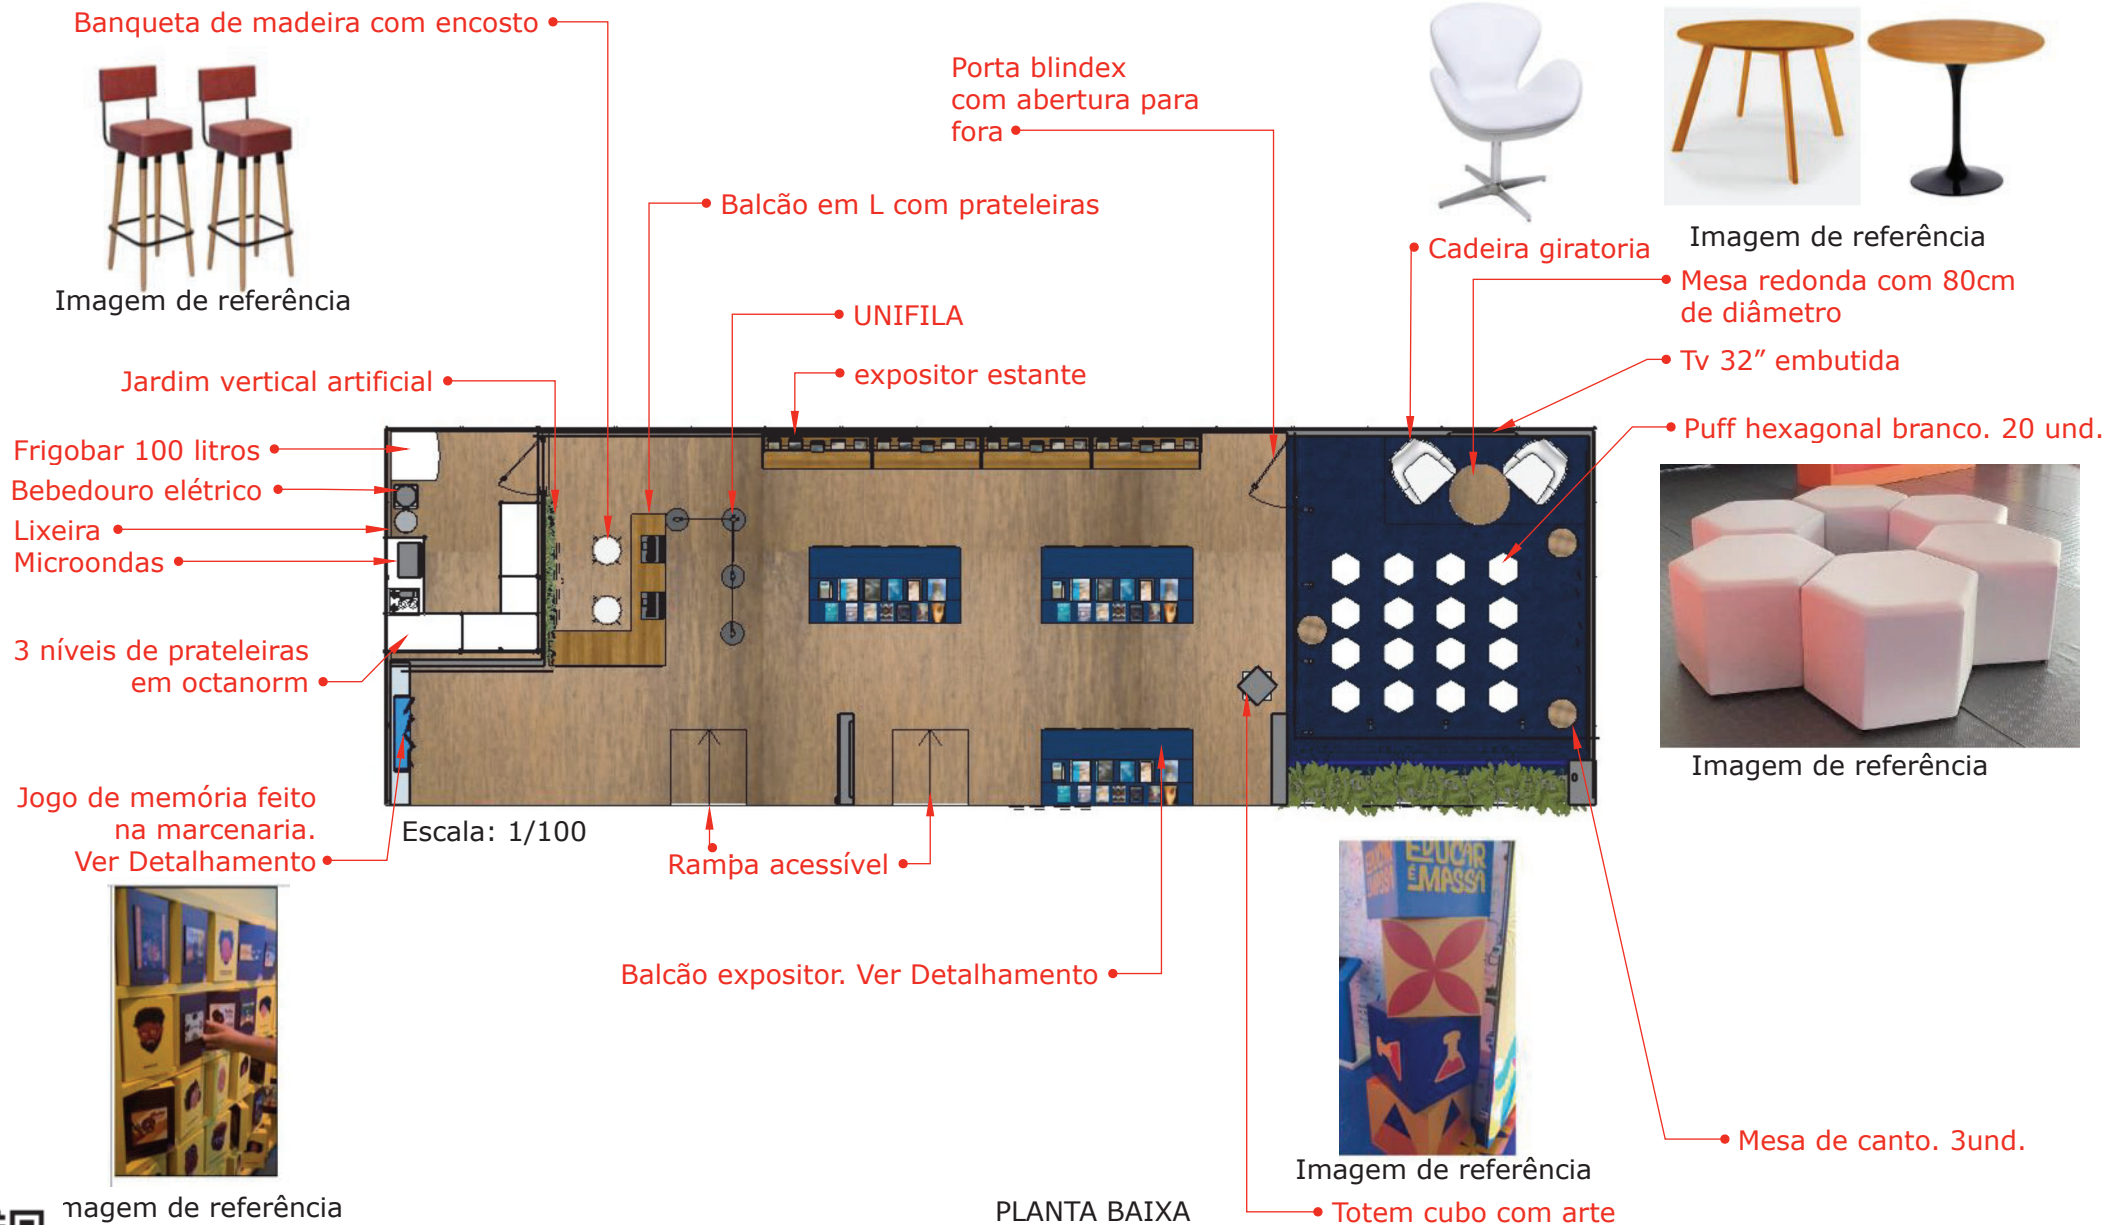 Banqueta de madeira com encosto
Imagem de referência
Porta blindex
com abertura para
fora
Balcão em L com prateleiras
Cadeira giratoria
Imagem de referência
Mesa redonda com 80cm
de diâmetro
UNIFILA
Tv 32” embutida
expositor estante
Jardim vertical artificial
Puff hexagonal branco. 20 und.
Frigobar 100 litros
Bebedouro elétrico
Lixeira
Microondas
3 níveis de prateleiras
em octanorm
Imagem de referência
Jogo de memória feito
na marcenaria.
Ver Detalhamento
Escala: 1/100
Rampa acessível
EDUCAR
É MASSA
Balcão expositor. Ver Detalhamento
Mesa de canto. 3und.
Imagem de referência
magem de referência
PLANTA BAIXA
Totem cubo com arte